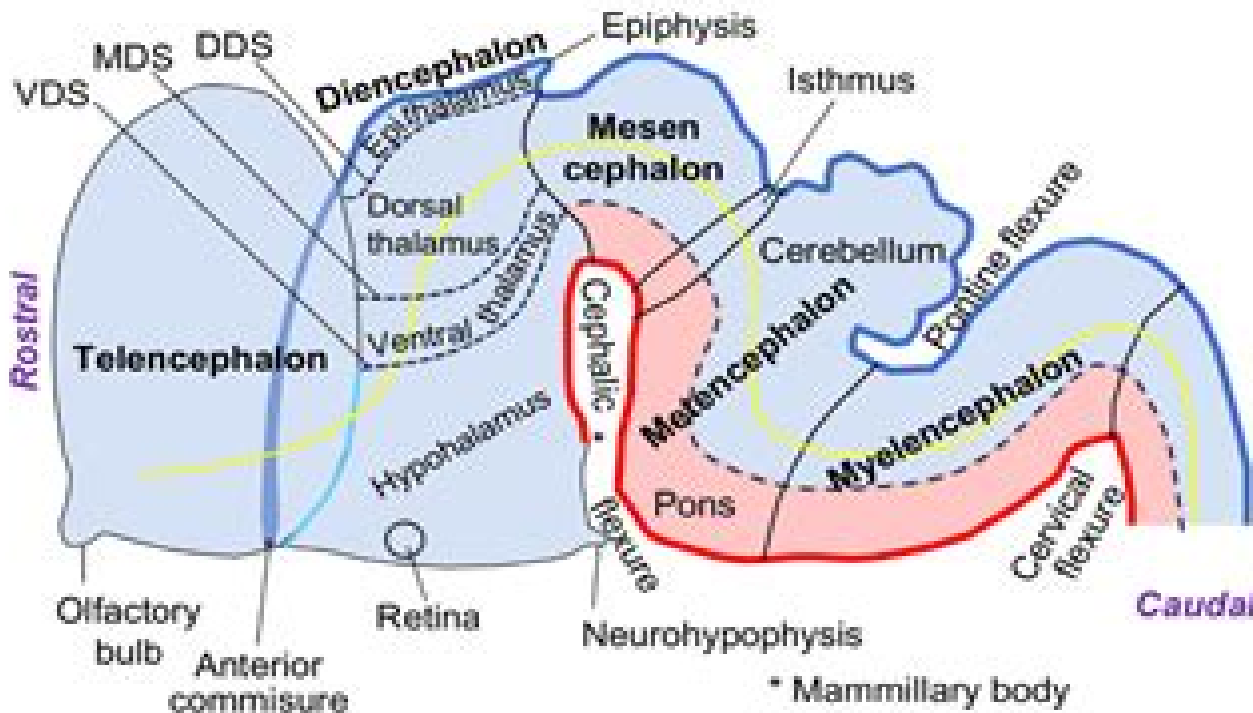 DDS
MDS
VDS
Diencephalon
Epiphysis
Isthmus
Epithalamus
Mesen
cephalon
Dorsal
thalamus
Ventral thalamus
Cerebellum
Pontine flexure
Rostral
Telencephalon
Cephalic
flexure
Metencephalon
Myelencephalon
Hypohalamus
Pons
Cervical
flexure
Caudal
Olfactory
bulb
Anterior
commisure
Retina
Neurohypophysis
* Mammillary body